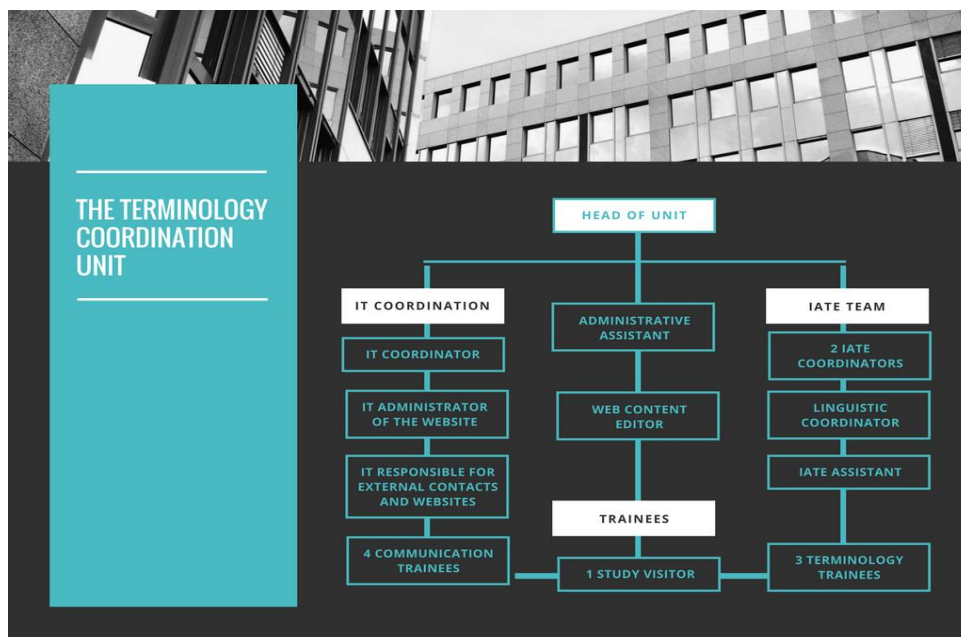 THE TERMINOLOGY
COORDINATION
UNIT
HEAD OF UNIT
IT COORDINATION
IT COORDINATOR
IT ADMINISTRATOR
OF THE WEBSITE
IT RESPONSIBLE FOR
EXTERNAL CONTACTS
AND WEBSITES
4 COMMUNICATION
TRAINEES
ADMINISTRATIVE
ASSISTANT
WEB CONTENT
EDITOR
TRAINEES
1 STUDY VISITOR
IATE TEAM
2 IATE
COORDINATORS
LINGUISTIC
COORDINATOR
IATE ASSISTANT
3 TERMINOLOGY
TRAINEES